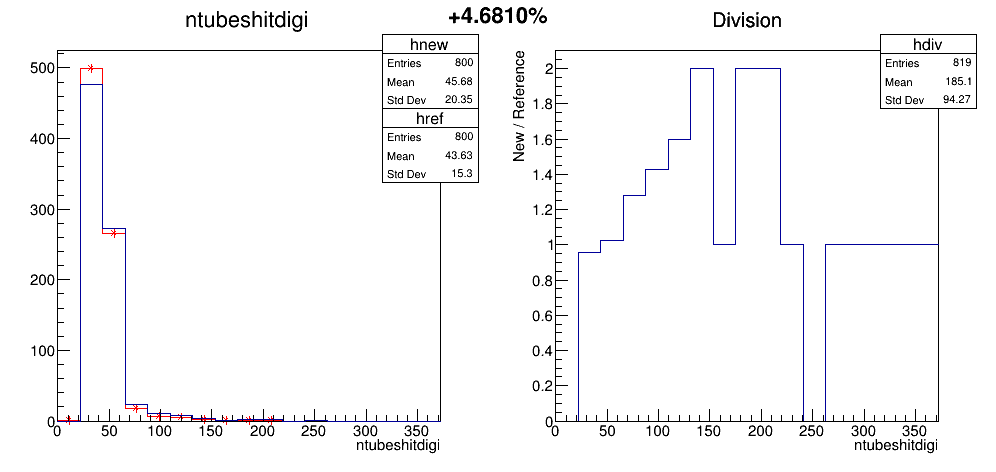 +4.6810%
ntubeshitdigi
hnew
Entries 800
Mean 45.68
Std Dev 20.35
href
Entries 800
Mean 43.63
Std Dev 15.3
500
400
300
200
100
0
0 50 100 150 200 250 300 350
ntubeshitdigi
Division
hdiv
Entries 819
Mean 185.1
Std Dev 94.27
New / Reference
2
1.8
1.6
1.4
1.2
1
0.8
0.6
0.4
0.2
0
0 50 100 150 200 250 300 350
ntubeshitdigi